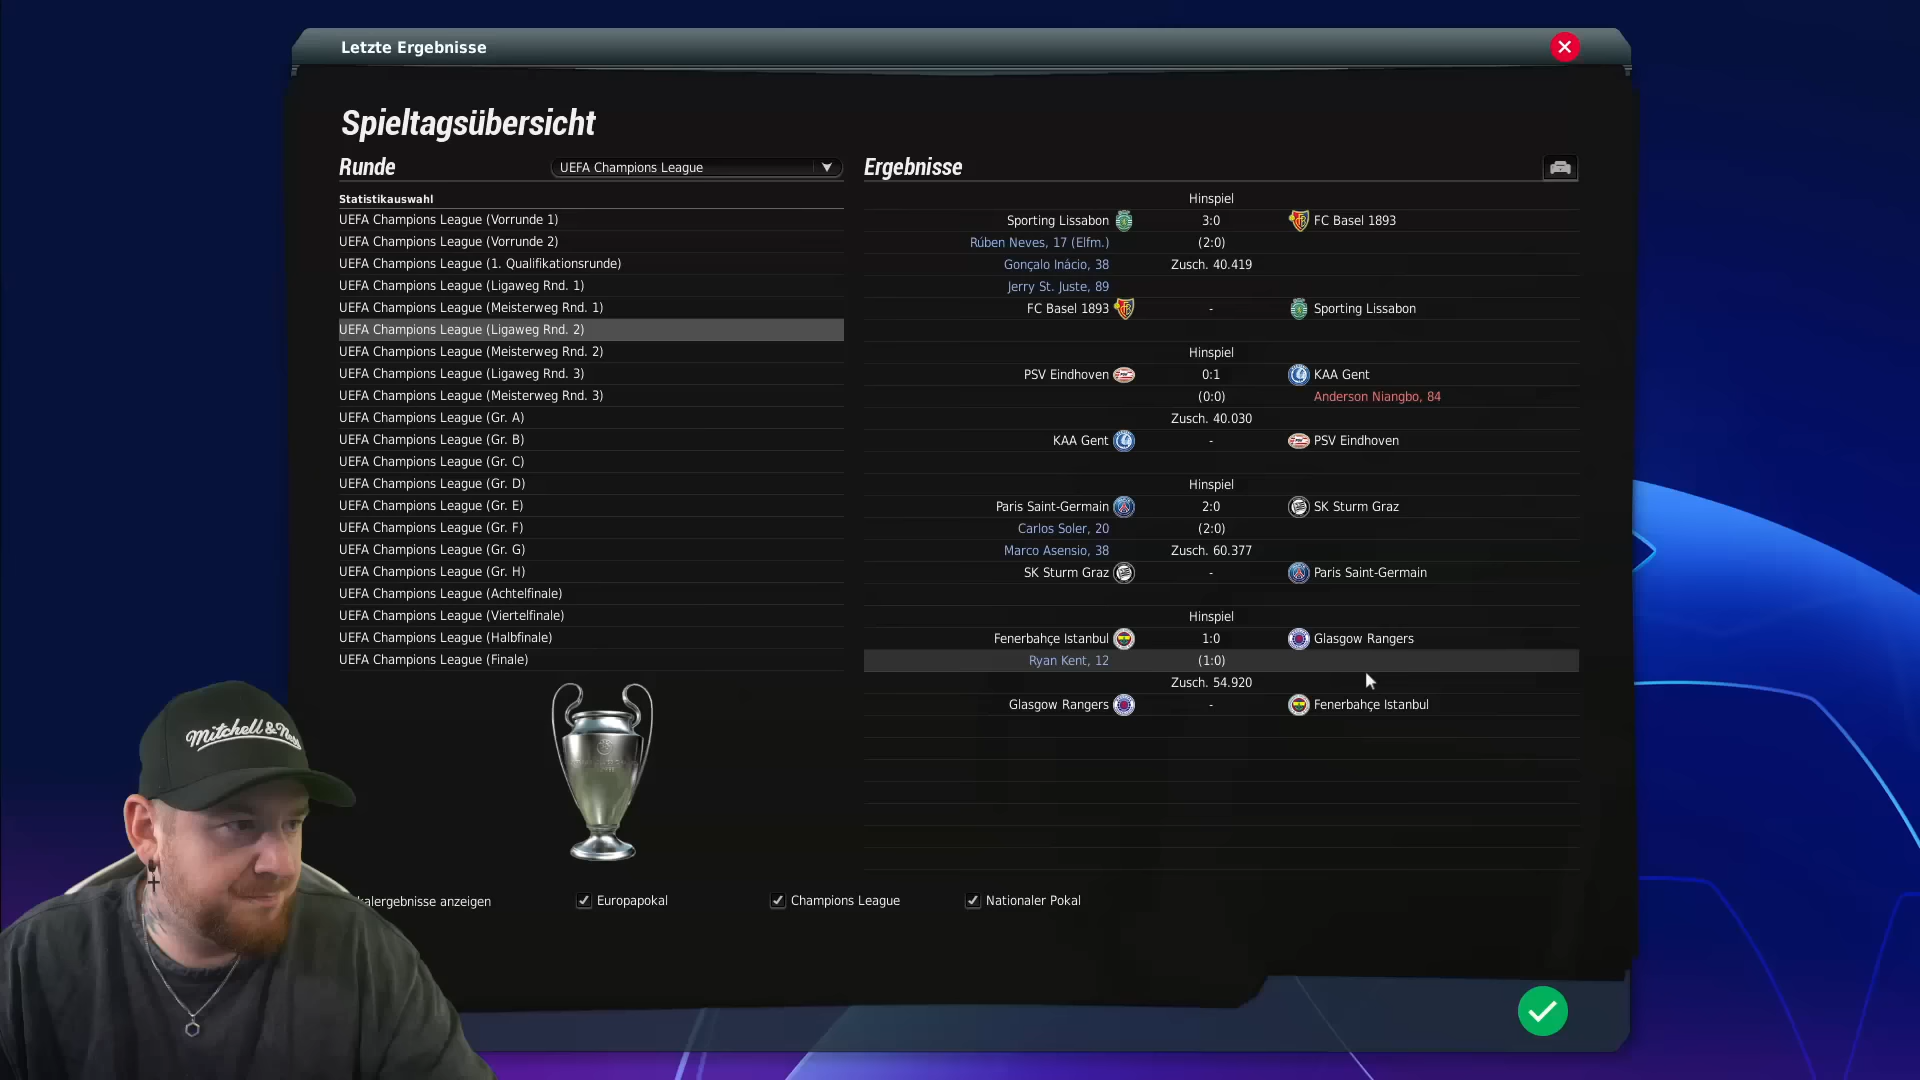 Letzte Ergebnisse
Spieltagsübersicht
Runde
UEFA Champions League
Statistikauswahl
UEFA Champions League (Vorrunde 1)
UEFA Champions League (Vorrunde 2)
UEFA Champions League (1. Qualifikationsrunde)
UEFA Champions League (Ligaweg Rnd. 1)
UEFA Champions League (Meisterweg Rnd. 1)
UEFA Champions League (Ligaweg Rnd. 2)
UEFA Champions League (Meisterweg Rnd. 2)
UEFA Champions League (Ligaweg Rnd. 3)
UEFA Champions League (Meisterweg Rnd. 3)
UEFA Champions League (Gr. A)
UEFA Champions League (Gr. B)
UEFA Champions League (Gr. C)
UEFA Champions League (Gr. D)
UEFA Champions League (Gr. E)
UEFA Champions League (Gr. F)
UEFA Champions League (Gr. G)
UEFA Champions League (Gr. H)
UEFA Champions League (Achtelfinale)
UEFA Champions League (Viertelfinale)
UEFA Champions League (Halbfinale)
UEFA Champions League (Finale)
Ergebnisse
Hinspiel
Sporting Lissabon 3:0 FC Basel 1893
Rúben Neves, 17 (Elfm.) (2:0)
Gonçalo Inácio, 38 Zusch. 40.419
Jerry St. Juste, 89
FC Basel 1893 - Sporting Lissabon
Hinspiel
PSV Eindhoven 0:1 KAA Gent
(0:0) Anderson Niangbo, 84
Zusch. 40.030
KAA Gent - PSV Eindhoven
Hinspiel
Paris Saint-Germain 2:0 SK Sturm Graz
Carlos Soler, 20 (2:0)
Marco Asensio, 38 Zusch. 60.377
SK Sturm Graz - Paris Saint-Germain
Hinspiel
Fenerbahçe Istanbul 1:0 Glasgow Rangers
Ryan Kent, 12 (1:0)
Zusch. 54.920
Glasgow Rangers - Fenerbahçe Istanbul
kalergebnisse anzeigen Europapokal Champions League Nationaler Pokal
Mitchell & Ness